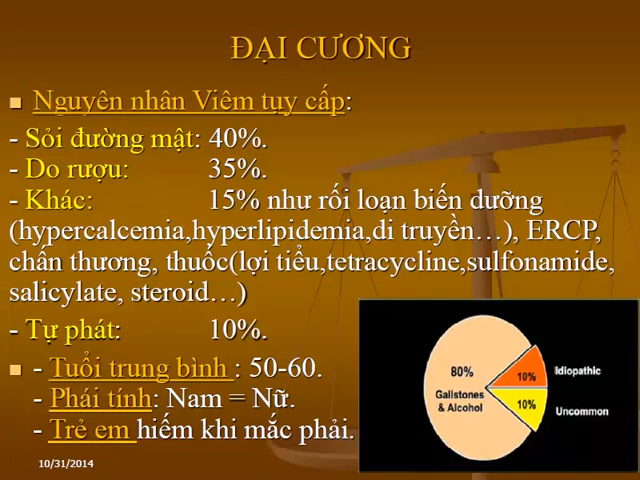 ĐẠI CƯƠNG
Nguyên nhân Viêm tụy cấp:
- Sỏi đường mật: 40%.
- Do rượu: 35%.
- Khác: 15% như rối loạn biến dưỡng
(hypercalcemia,hyperlipidemia,di truyền…), ERCP,
chấn thương, thuốc(lợi tiểu,tetracycline,sulfonamide,
salicylate, steroid…)
- Tự phát: 10%.
- Tuổi trung bình : 50-60.
- Phái tính: Nam = Nữ.
- Trẻ em hiếm khi mắc phải.
80%
Gallstones
& Alcohol
10%
Idiopathic
10%
Uncommon
10/31/2014